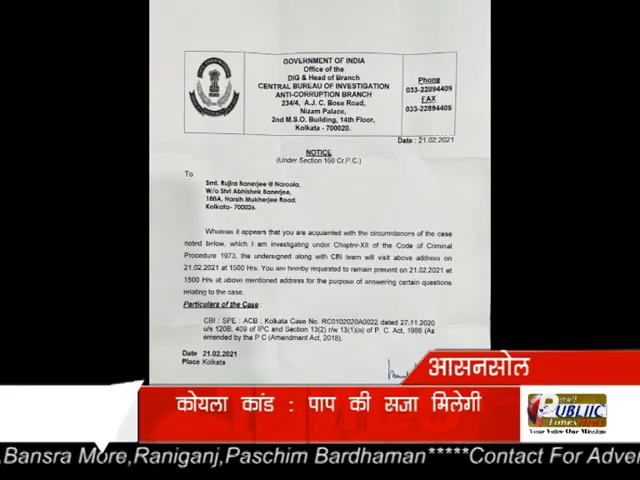 GOVERNMENT OF INDIA
Office of the
DIG & Head of Branch
CENTRAL BUREAU OF INVESTIGATION
ANTI-CORRUPTION BRANCH
234/4, A.J.C. Bose Road,
Nizam Palace,
2nd M.S.O. Building, 14th Floor,
Kolkata - 700020.
Phone
033-22894409
FAX
033-22894405
Date : 21.02.2021
NOTICE
(Under Section 160 Cr.P.C.)
To
Smt. Rujira Banerjee @ Naroola,
W/o Shri Abhishek Banerjee,
188A, Harish Mukherjee Road,
Kolkata- 700026.
Whereas it appears that you are acquainted with the circumstances of the case
noted below, which I am investigating under Chapter-XII of the Code of Criminal
Procedure 1973, the undersigned along with CBI team will visit above address on
21.02.2021 at 1500 Hrs. You are hereby requested to remain present on 21.02.2021 at
1500 Hrs at above mentioned address for the purpose of answering certain questions
relating to the case.
Particulars of the Case :
CBI : SPE : ACB : Kolkata Case No. RC0102020A0022 dated 27.11.2020
u/s 120B, 409 of IPC and Section 13(2) r/w 13(1)(a) of P. C. Act, 1988 (As
amended by the P C (Amendment Act, 2018).
Date 21.02.2021
Place Kolkata
आसनसोल
कोयला कांड : पाप की सजा मिलेगी
PUBLIIC
Times News
Your Voice Our Mission
,Bansra More,Raniganj,Paschim Bardhaman*****Contact For Adver